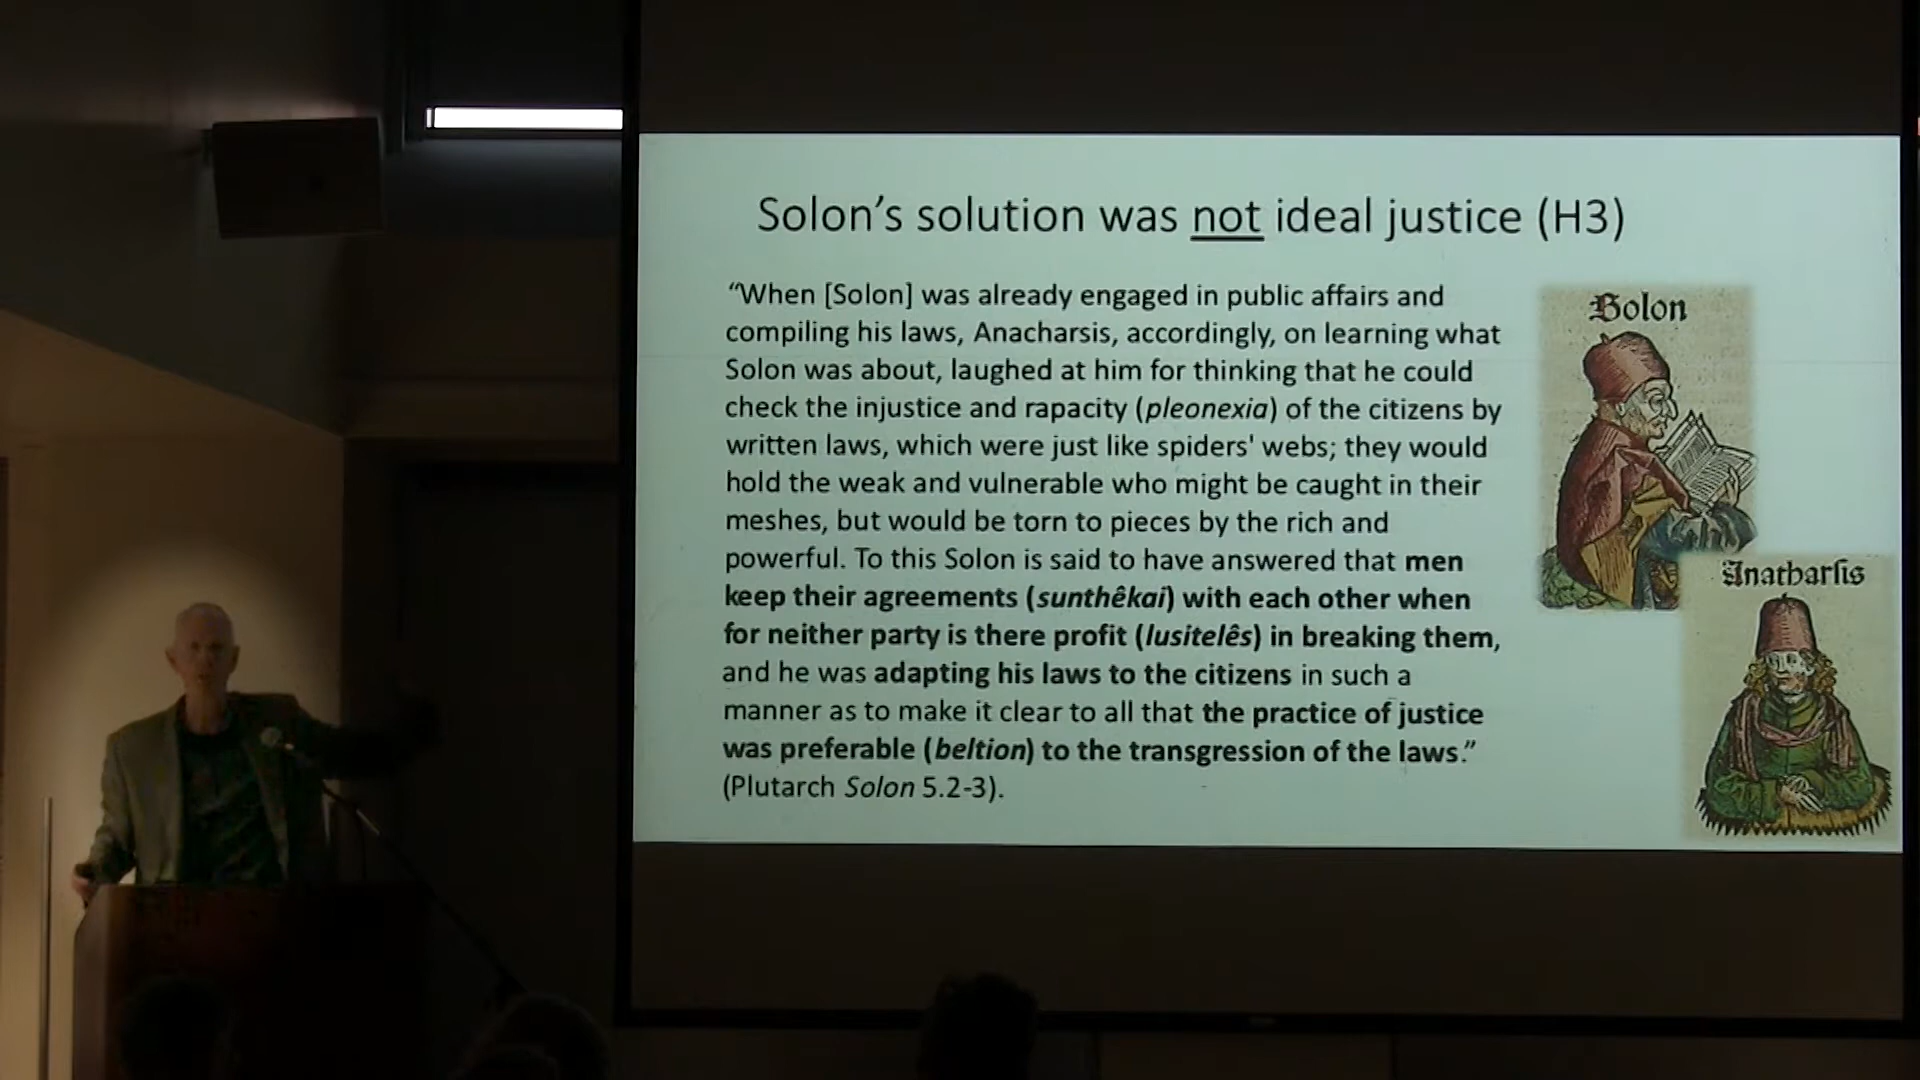 Solon’s solution was not ideal justice (H3)
“When [Solon] was already engaged in public affairs and
compiling his laws, Anacharsis, accordingly, on learning what
Solon was about, laughed at him for thinking that he could
check the injustice and rapacity (pleonexia) of the citizens by
written laws, which were just like spiders' webs; they would
hold the weak and vulnerable who might be caught in their
meshes, but would be torn to pieces by the rich and
powerful. To this Solon is said to have answered that men
keep their agreements (sunthêkai) with each other when
for neither party is there profit (lusitelês) in breaking them,
and he was adapting his laws to the citizens in such a
manner as to make it clear to all that the practice of justice
was preferable (beltion) to the transgression of the laws.”
(Plutarch Solon 5.2-3).
Solon
Anatharsis